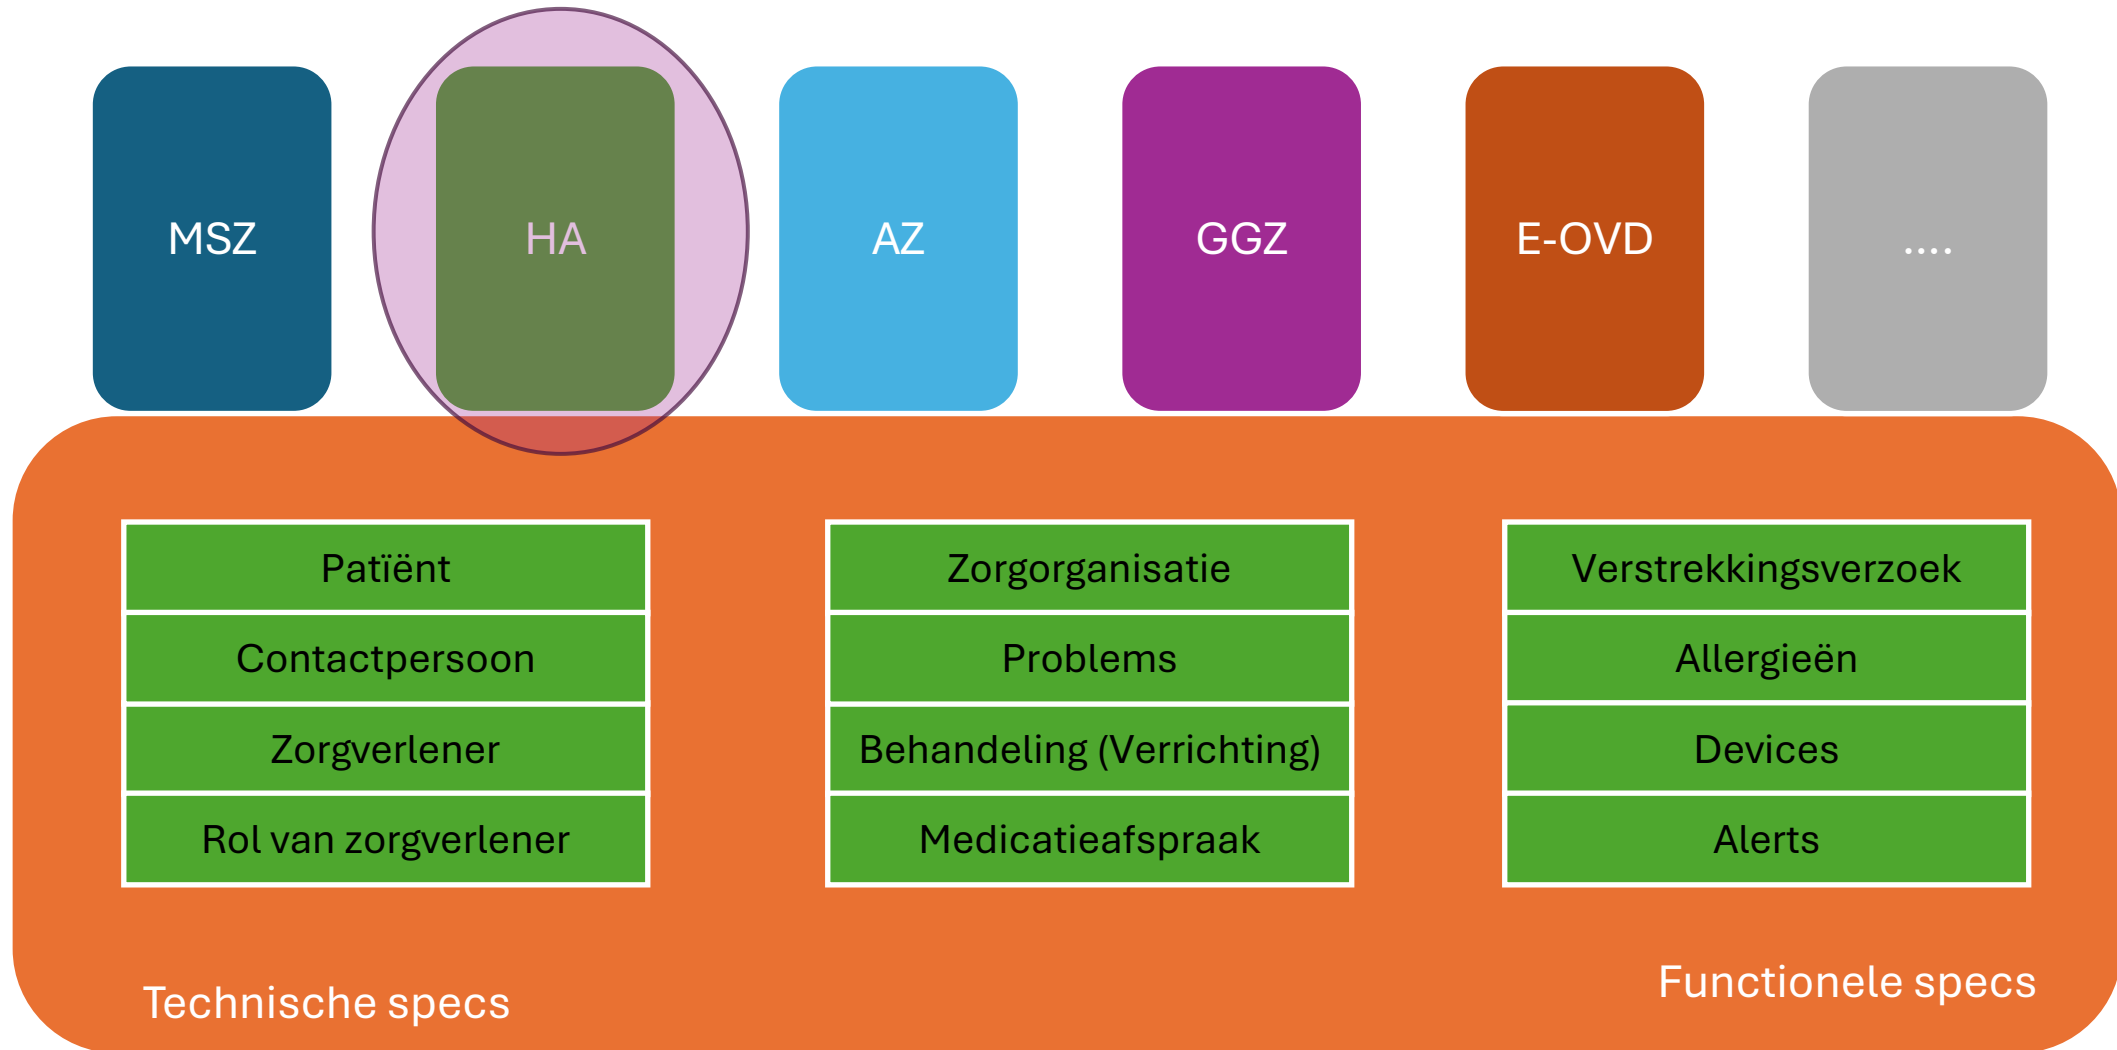 MSZ
HA
AZ
GGZ
E-OVD
....
Patïënt
Contactpersoon
Zorgverlener
Rol van zorgverlener
Zorgorganisatie
Problems
Behandeling (Verrichting)
Medicatieafspraak
Verstrekkingsverzoek
Allergieën
Devices
Alerts
Technische specs
Functionele specs